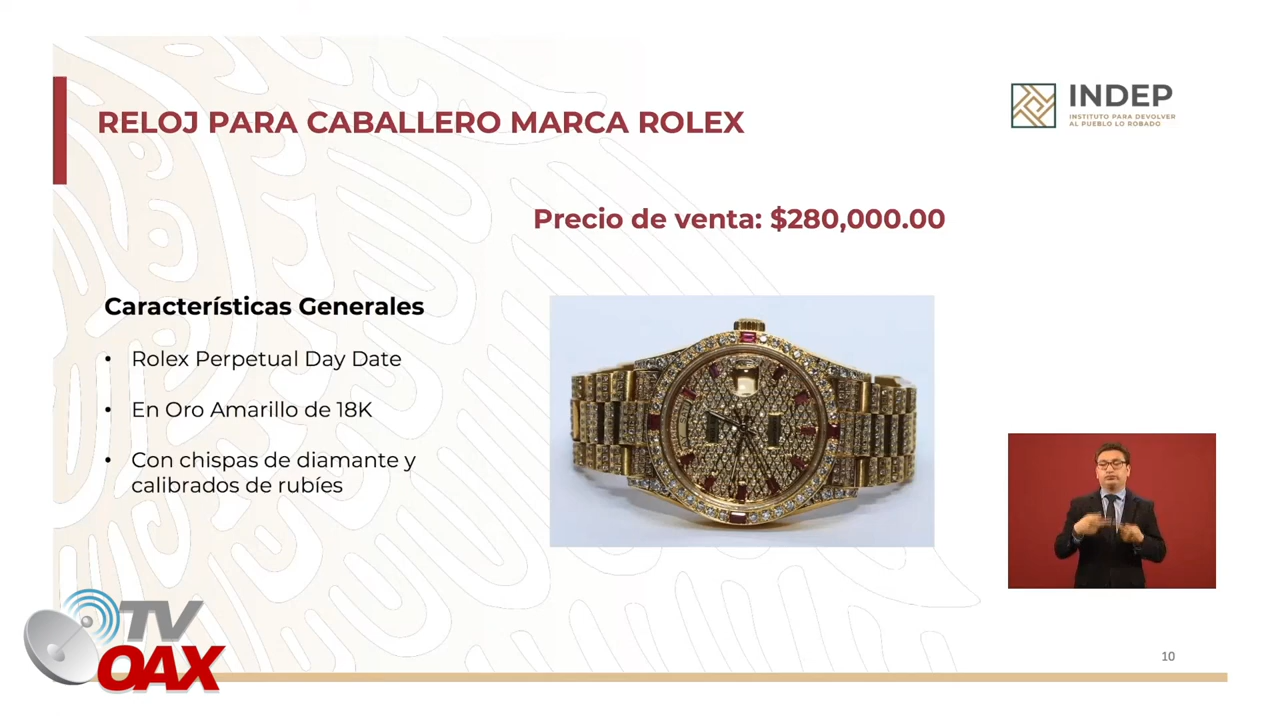 RELOJ PARA CABALLERO MARCA ROLEX
INDEP
INSTITUTO PARA DEVOLVER
AL PUEBLO LO ROBADO
Precio de venta: $280,000.00
Características Generales
• Rolex Perpetual Day Date
• En Oro Amarillo de 18K
• Con chispas de diamante y
calibrados de rubíes
TV
OAX
10